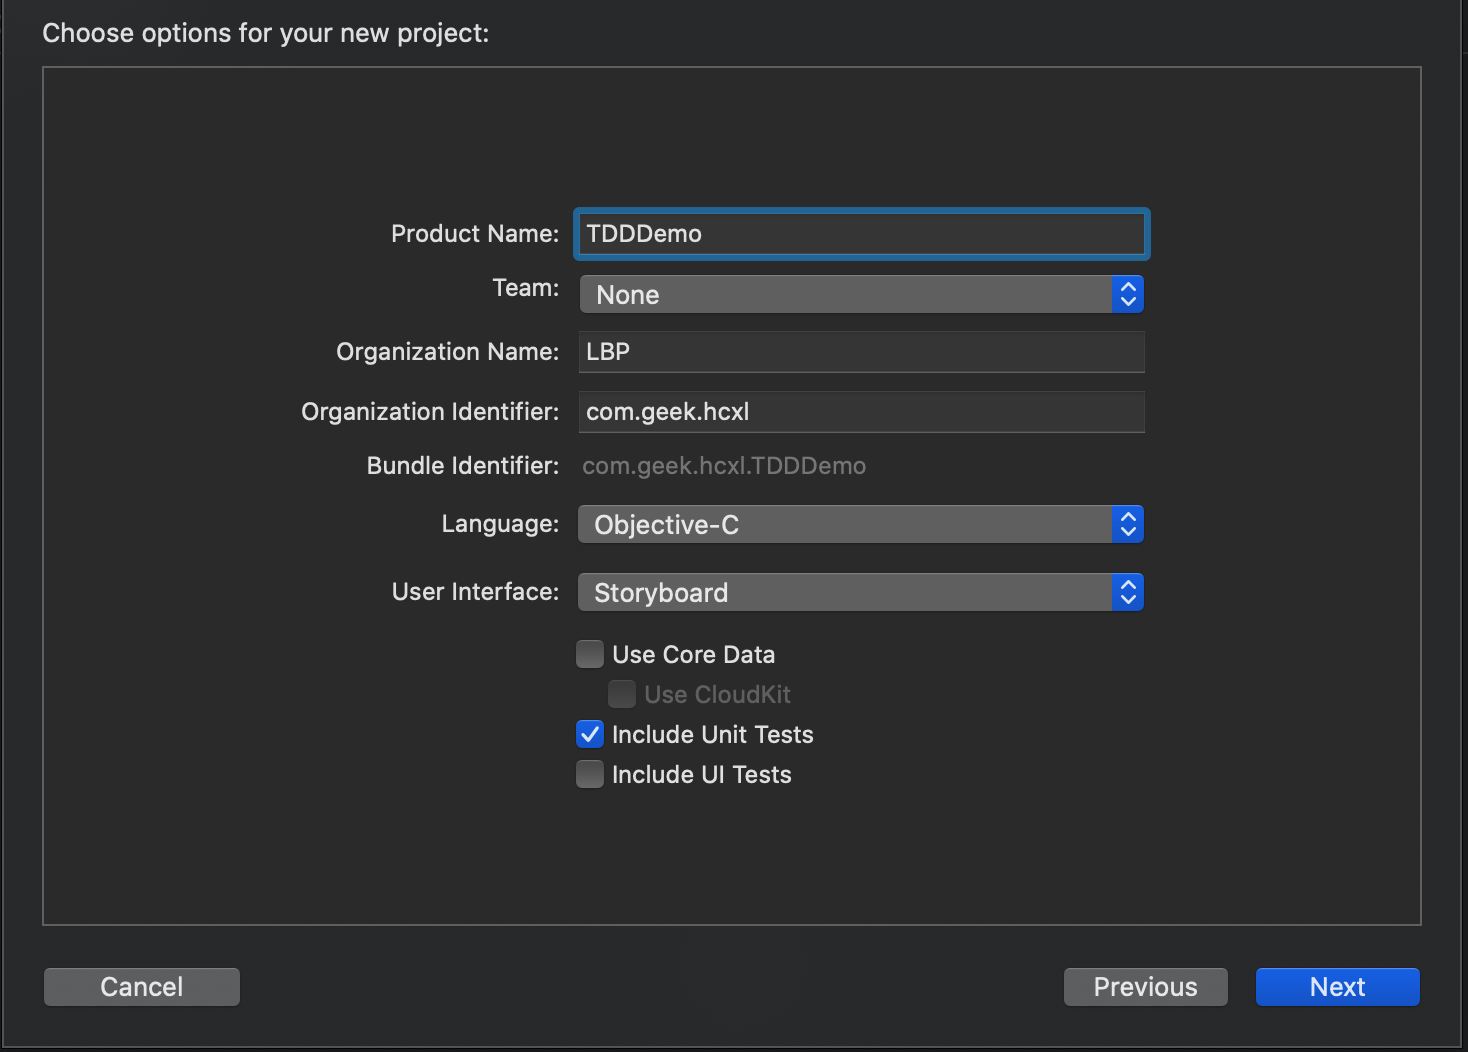 Choose options for your new project:
Product Name: TDDDemo
Team: None
Organization Name: LBP
Organization Identifier: com.geek.hcxl
Bundle Identifier: com.geek.hcxl.TDDDemo
Language: Objective-C
User Interface: Storyboard
Use Core Data
Use CloudKit
Include Unit Tests
Include UI Tests
Cancel Previous Next